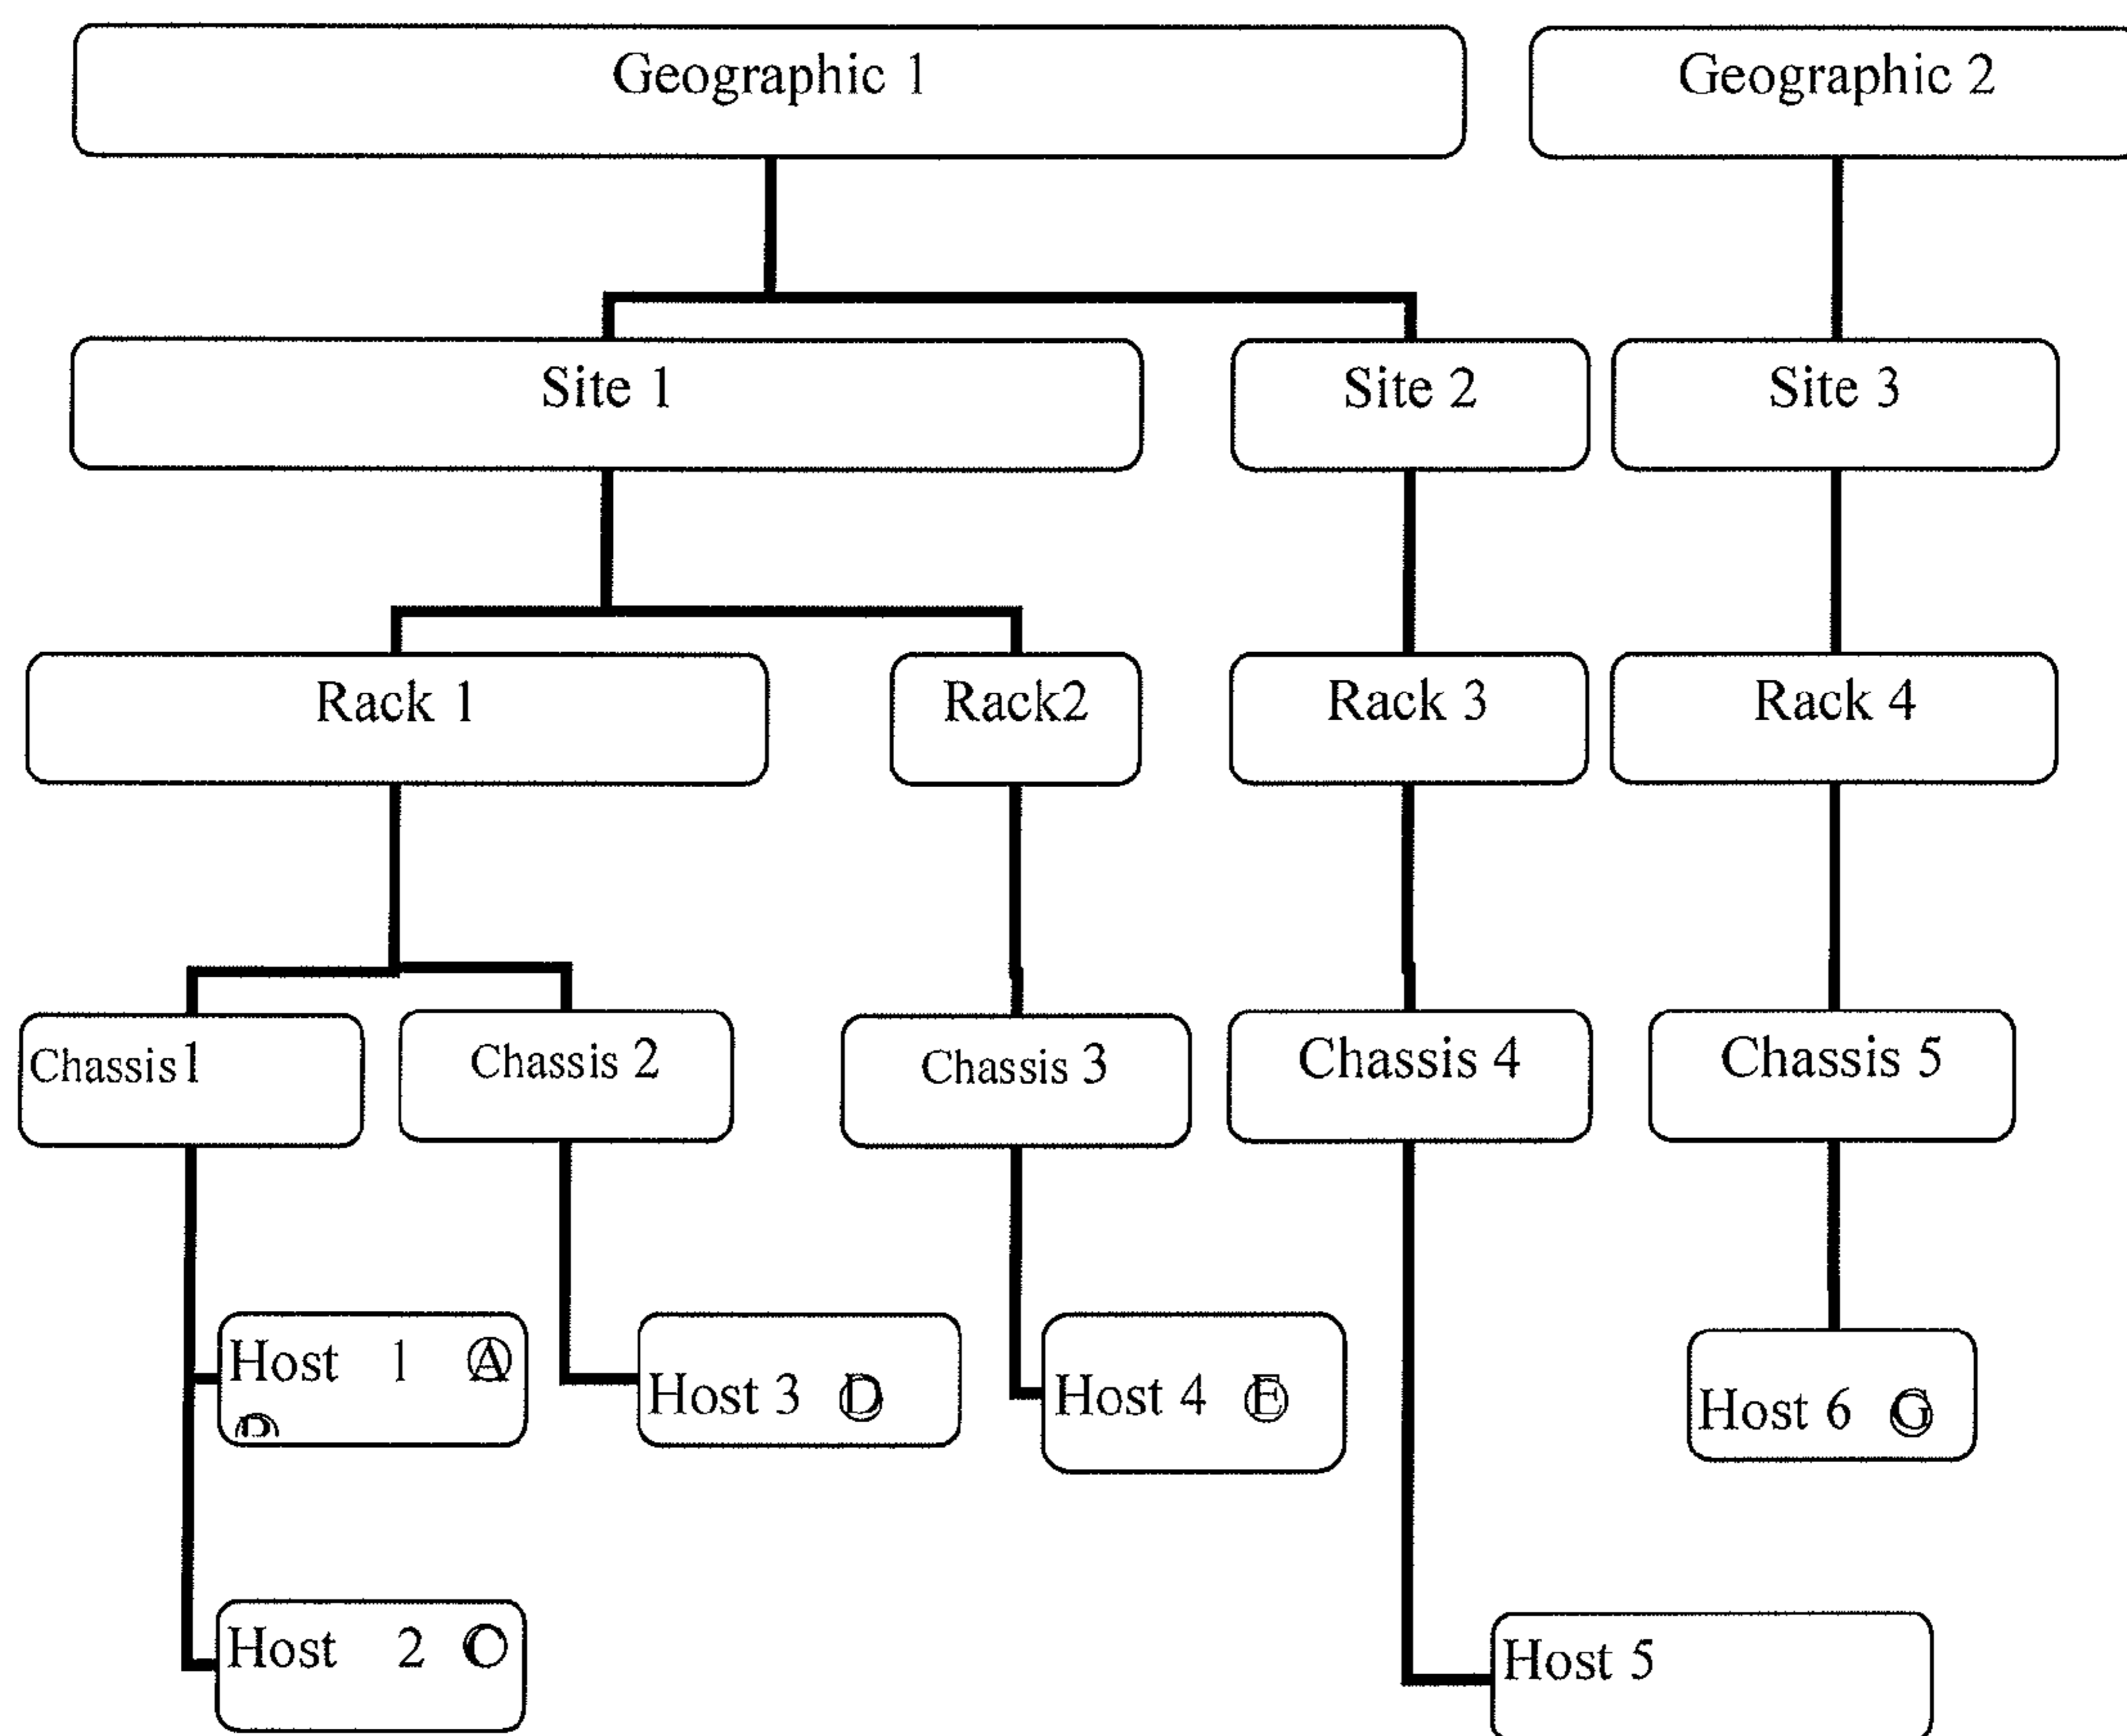 Geographic 1
Geographic 2
Site 1
Site 2
Site 3
Rack 1
Rack2
Rack 3
Rack 4
Chassis1
Chassis 2
Chassis 3
Chassis 4
Chassis 5
Host 1 Ⓐ
Host 3 Ⓓ
Host 4 Ⓔ
Host 6 Ⓖ
Host 2 Ⓒ
Host 5